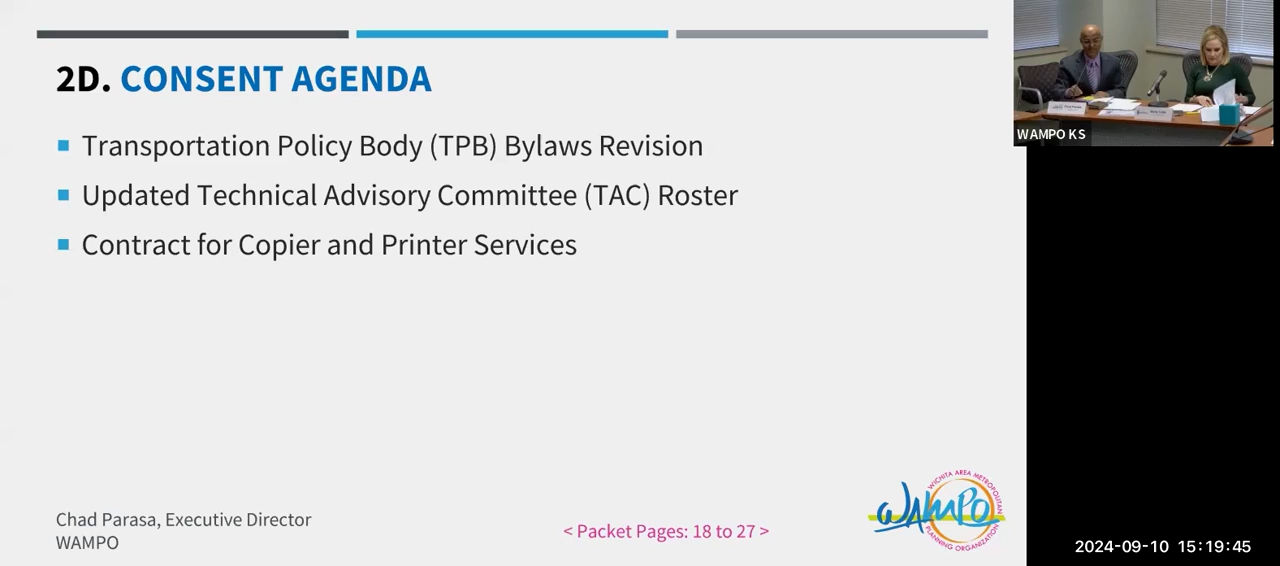 2D. CONSENT AGENDA
Transportation Policy Body (TPB) Bylaws Revision
Updated Technical Advisory Committee (TAC) Roster
Contract for Copier and Printer Services
Chad Parasa, Executive Director
WAMPO
< Packet Pages: 18 to 27 >
WICHITA AREA METROPOLITAN
WAMPO
PLANNING ORGANIZATION
WAMPO KS
2024-09-10 15:19:45